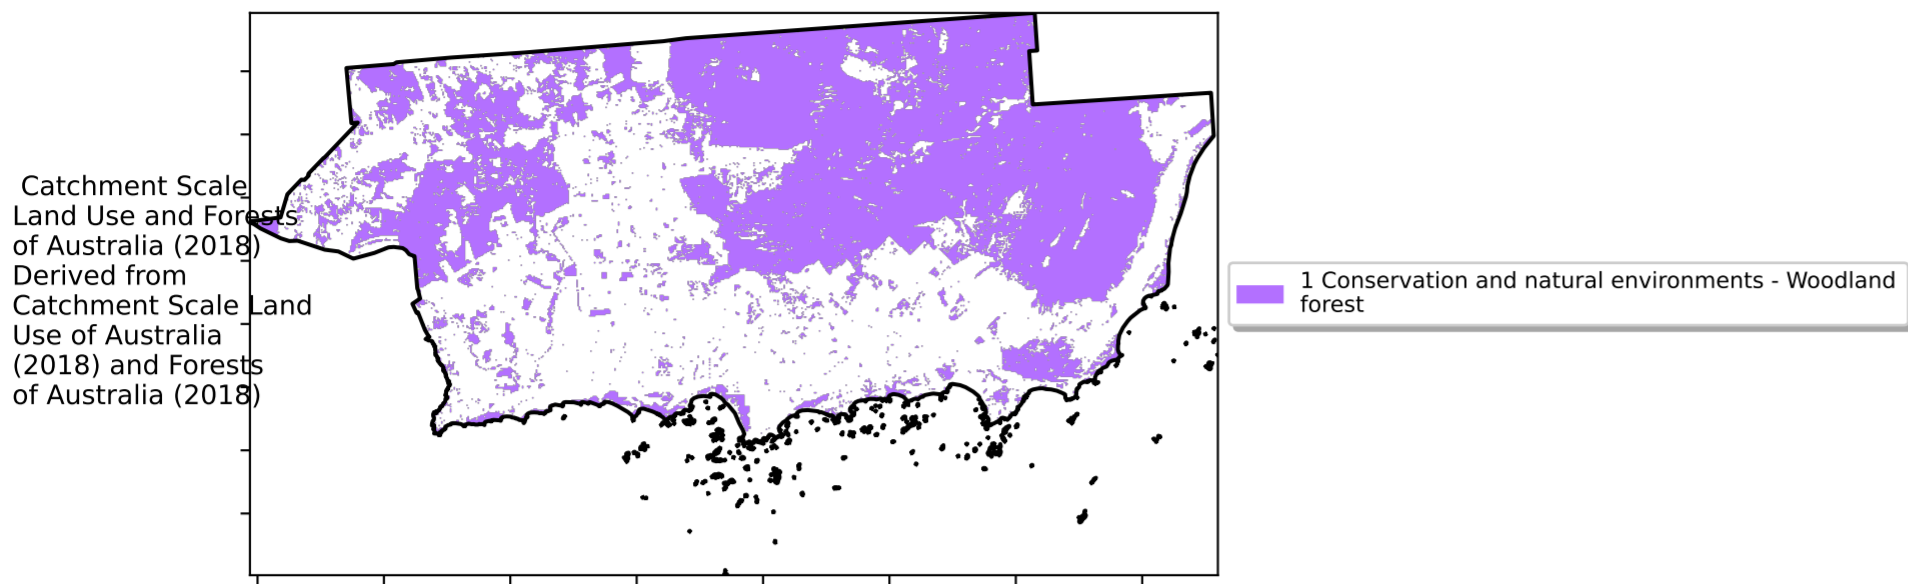 Catchment Scale
Land Use and Forests
of Australia (2018)
Derived from
Catchment Scale Land
Use of Australia
(2018) and Forests
of Australia (2018)
1 Conservation and natural environments - Woodland
forest